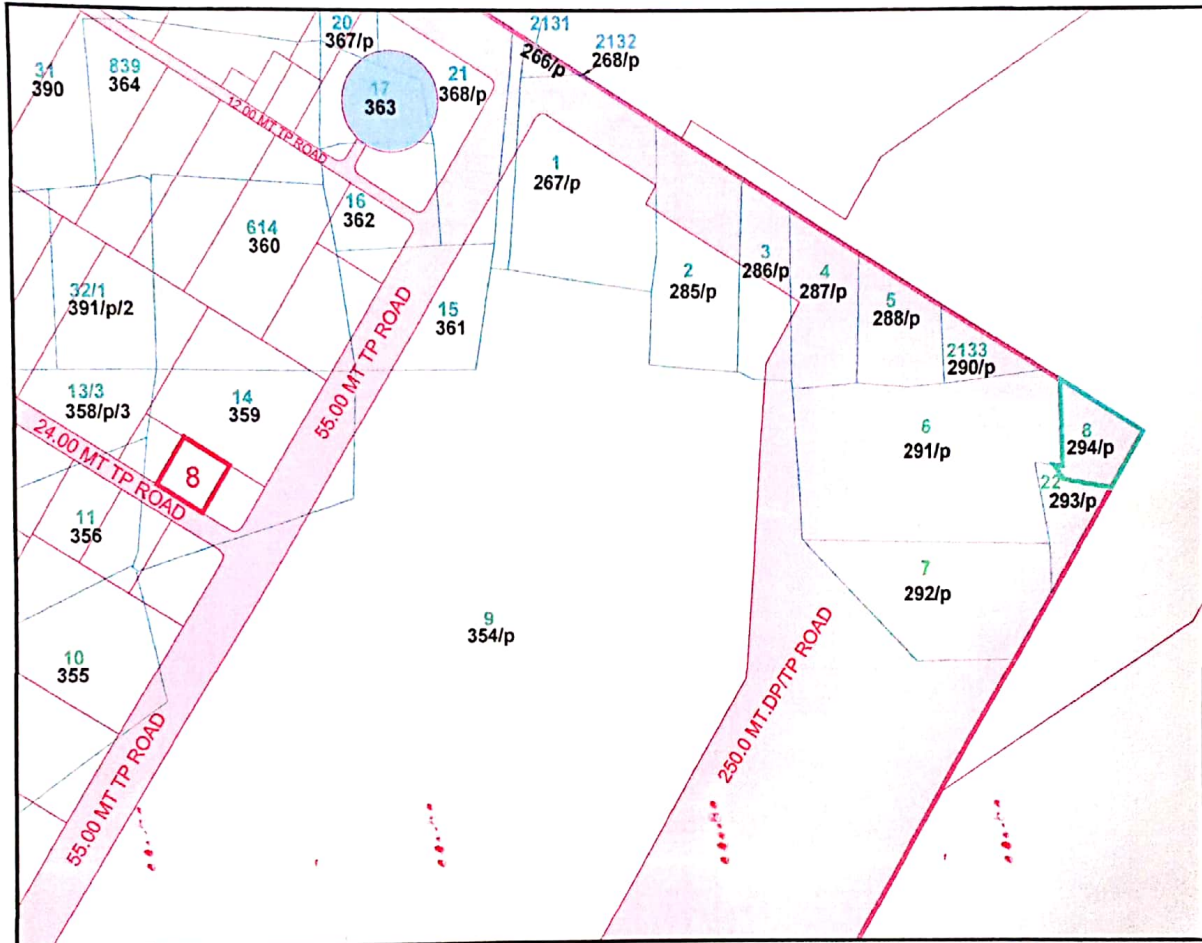 20
367/p
2131
266/p
2132
268/p
31
390
839
364
17
363
21
368/p
12.00 MT TP ROAD
1
267/p
16
362
614
360
2
285/p
3
286/p
4
287/p
5
288/p
2133
290/p
32/1
391/p/2
15
361
55.00 MT TP ROAD
13/3
358/p/3
14
359
24.00 MT TP ROAD
8
6
291/p
8
294/p
22
293/p
11
356
7
292/p
9
354/p
10
355
250.0 MT.DP/TP ROAD
55.00 MT TP ROAD